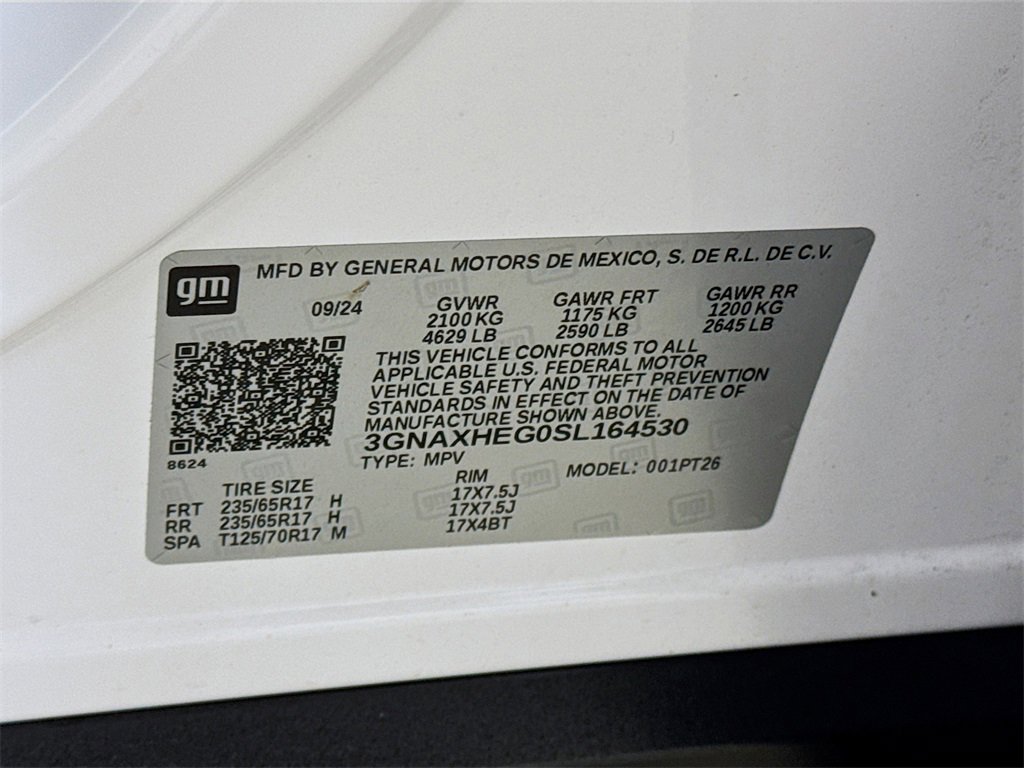 gm
MFD BY GENERAL MOTORS DE MEXICO, S. DE R.L. DE C.V.
09/24 GVWR GAWR FRT GAWR RR
2100 KG 1175 KG 1200 KG
4629 LB 2590 LB 2645 LB
THIS VEHICLE CONFORMS TO ALL
APPLICABLE U.S. FEDERAL MOTOR
VEHICLE SAFETY AND THEFT PREVENTION
STANDARDS IN EFFECT ON THE DATE OF
MANUFACTURE SHOWN ABOVE.
3GNAXHEG0SL164530
8624
TYPE: MPV MODEL: 001PT26
TIRE SIZE RIM
FRT 235/65R17 H 17X7.5J
RR 235/65R17 H 17X7.5J
SPA T125/70R17 M 17X4BT